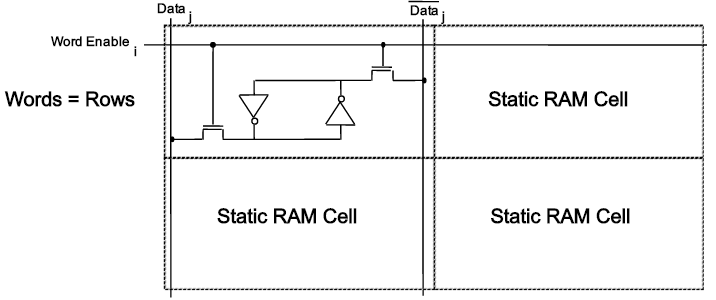 Data j
Data j
Word Enable i
Words = Rows
Static RAM Cell
Static RAM Cell
Static RAM Cell